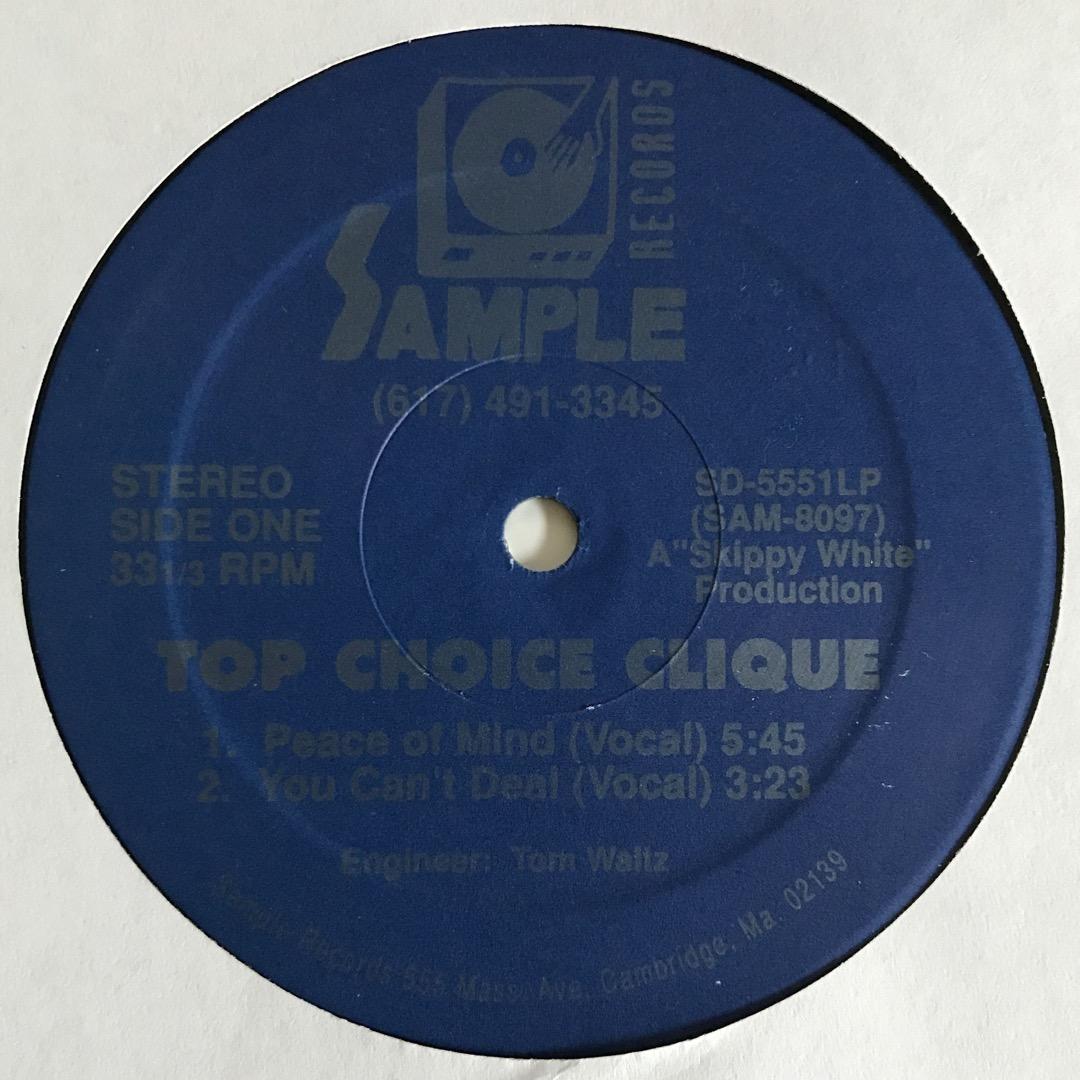 RECORDS
SAMPLE
(617) 491-3345
STEREO
SIDE ONE
33 1/3 RPM
SD-5551LP
(SAM-8097)
A "Skippy White"
Production
TOP CHOICE CLIQUE
1. Peace of Mind (Vocal) 5:45
2. You Can't Deal (Vocal) 3:23
Engineer: Tom Waltz
Sample Records 555 Mass. Ave. Cambridge, Ma. 02139